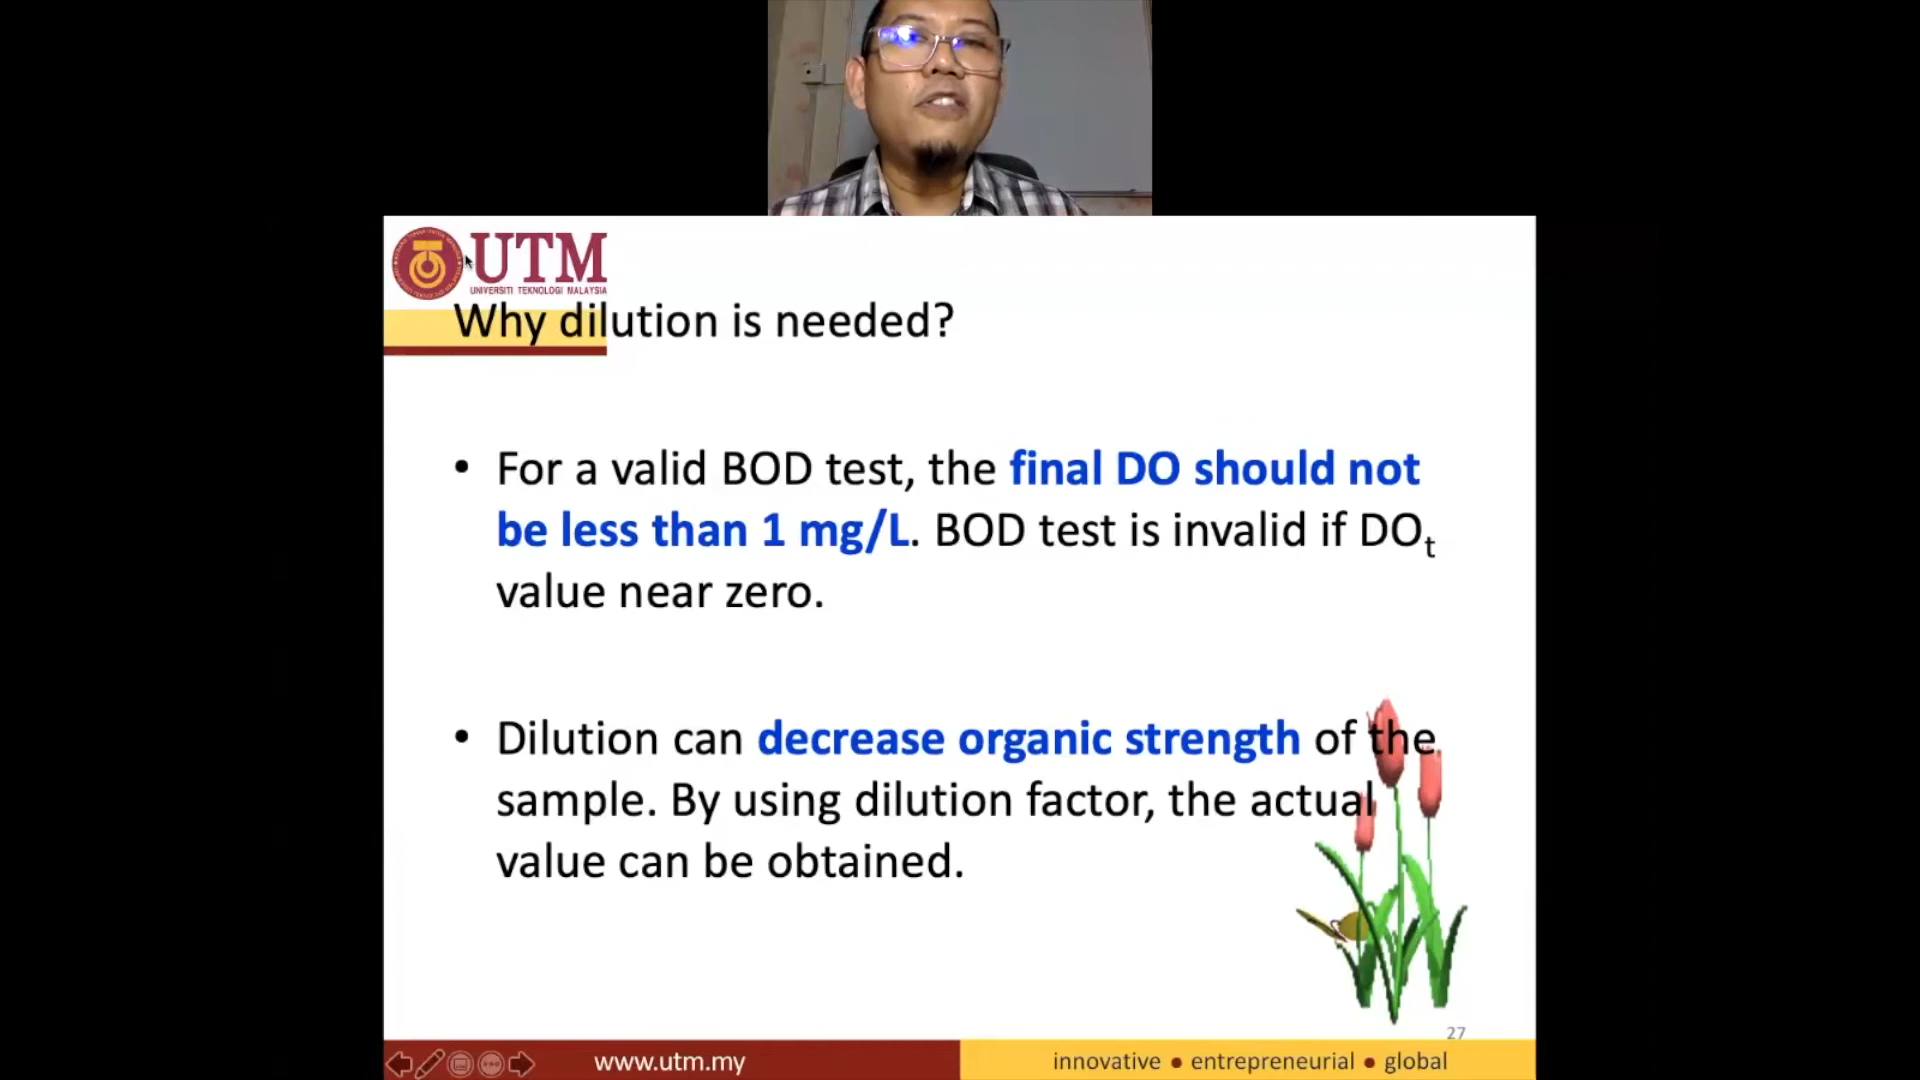 UTM
UNIVERSITI TEKNOLOGI MALAYSIA
Why dilution is needed?
• For a valid BOD test, the final DO should not
be less than 1 mg/L. BOD test is invalid if DOt
value near zero.
• Dilution can decrease organic strength of the
sample. By using dilution factor, the actual
value can be obtained.
27
www.utm.my
innovative • entrepreneurial • global